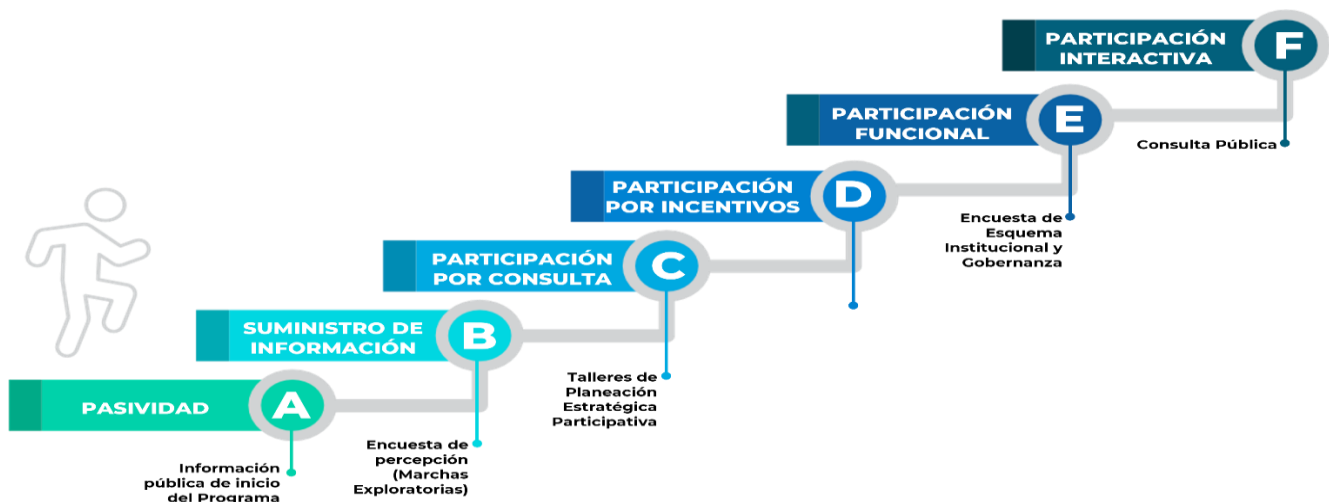 PASIVIDAD
A
Información
pública de inicio
del Programa
SUMINISTRO DE
INFORMACIÓN
B
Encuesta de
percepción
(Marchas
Exploratorias)
PARTICIPACIÓN
POR CONSULTA
C
Talleres de
Planeación
Estratégica
Participativa
PARTICIPACIÓN
POR INCENTIVOS
D
PARTICIPACIÓN
FUNCIONAL
E
Encuesta de
Esquema
Institucional y
Gobernanza
PARTICIPACIÓN
INTERACTIVA
F
Consulta Pública